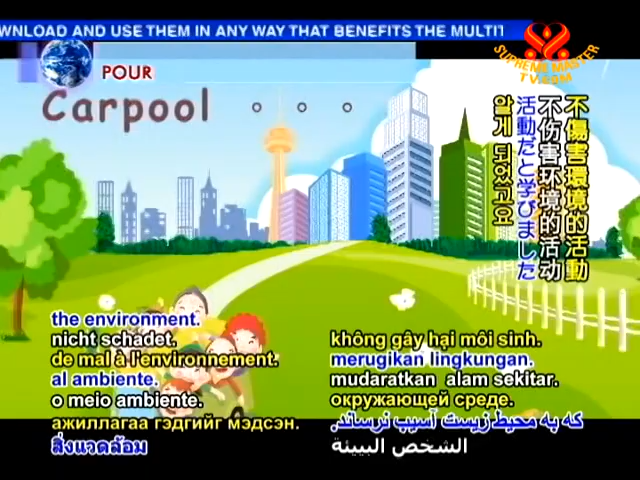 WNLOAD AND USE THEM IN ANY WAY THAT BENEFITS THE MULTIT
SUPREME MASTER
TV.COM
POUR
Carpool
不傷害環境的活動
不伤害环境的活动
活動だと学びました
알게 되었고요
the environment.
nicht schadet.
de mal à l'environnement.
al ambiente.
o meio ambiente.
ажиллагаа гэдгийг мэдсэн.
สิ่งแวดล้อม
không gây hại môi sinh.
merugikan lingkungan.
mudaratkan alam sekitar.
окружающей среде.
که به محیط زیست آسیب نرساند.
الشخص البيئة